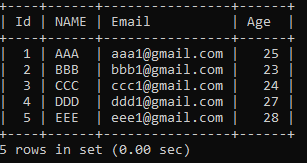 +----+------+----------------+------+
| Id | NAME | Email          | Age  |
+----+------+----------------+------+
|  1 | AAA  | aaa1@gmail.com |   25 |
|  2 | BBB  | bbb1@gmail.com |   23 |
|  3 | CCC  | ccc1@gmail.com |   24 |
|  4 | DDD  | ddd1@gmail.com |   27 |
|  5 | EEE  | eee1@gmail.com |   28 |
+----+------+----------------+------+
5 rows in set (0.00 sec)